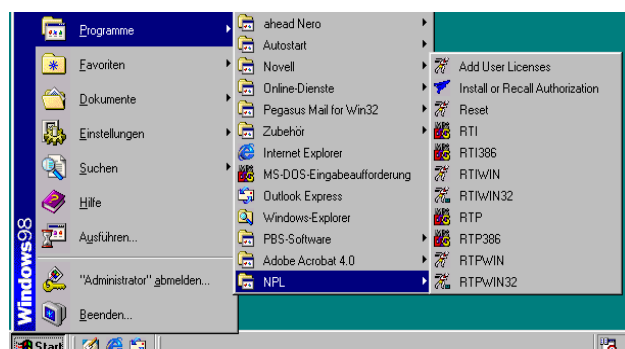 Programme
Favoriten
Dokumente
Einstellungen
Suchen
Hilfe
Ausführen...
"Administrator" abmelden...
Beenden...
Windows98
Start
ahead Nero
Autostart
Novell
Online-Dienste
Pegasus Mail for Win32
Zubehör
Internet Explorer
MS-DOS-Eingabeaufforderung
Outlook Express
Windows-Explorer
PBS-Software
Adobe Acrobat 4.0
NPL
Add User Licenses
Install or Recall Authorization
Reset
RTI
RTI386
RTIWIN
RTIWIN32
RTP
RTP386
RTPWIN
RTPWIN32